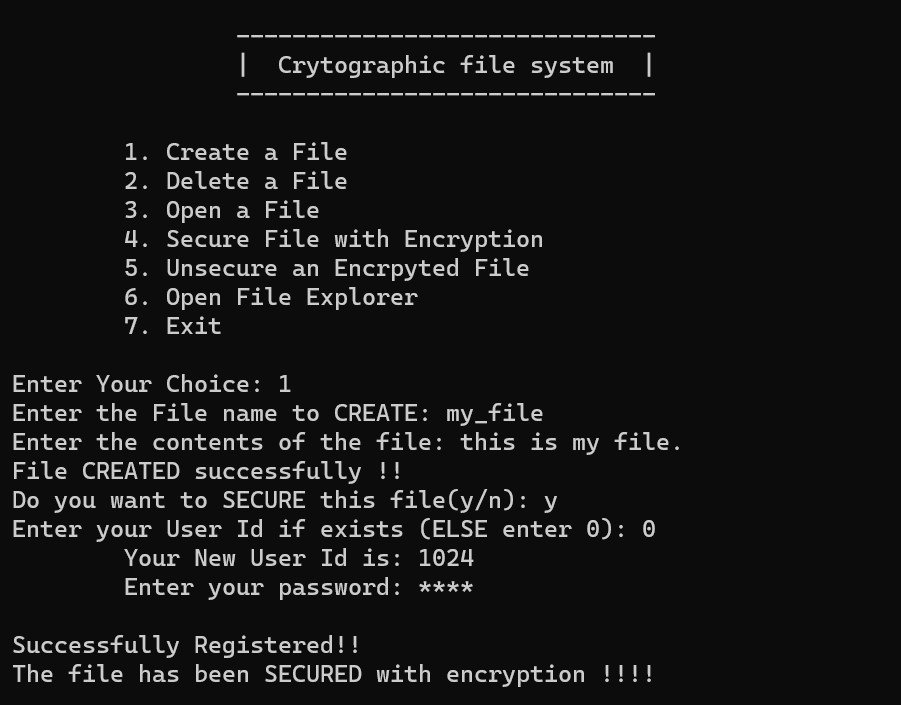 ------------------------------
|  Crytographic file system  |
------------------------------
1. Create a File
2. Delete a File
3. Open a File
4. Secure File with Encryption
5. Unsecure an Encrpyted File
6. Open File Explorer
7. Exit
Enter Your Choice: 1
Enter the File name to CREATE: my_file
Enter the contents of the file: this is my file.
File CREATED successfully !!
Do you want to SECURE this file(y/n): y
Enter your User Id if exists (ELSE enter 0): 0
Your New User Id is: 1024
Enter your password: ****
Successfully Registered!!
The file has been SECURED with encryption !!!!